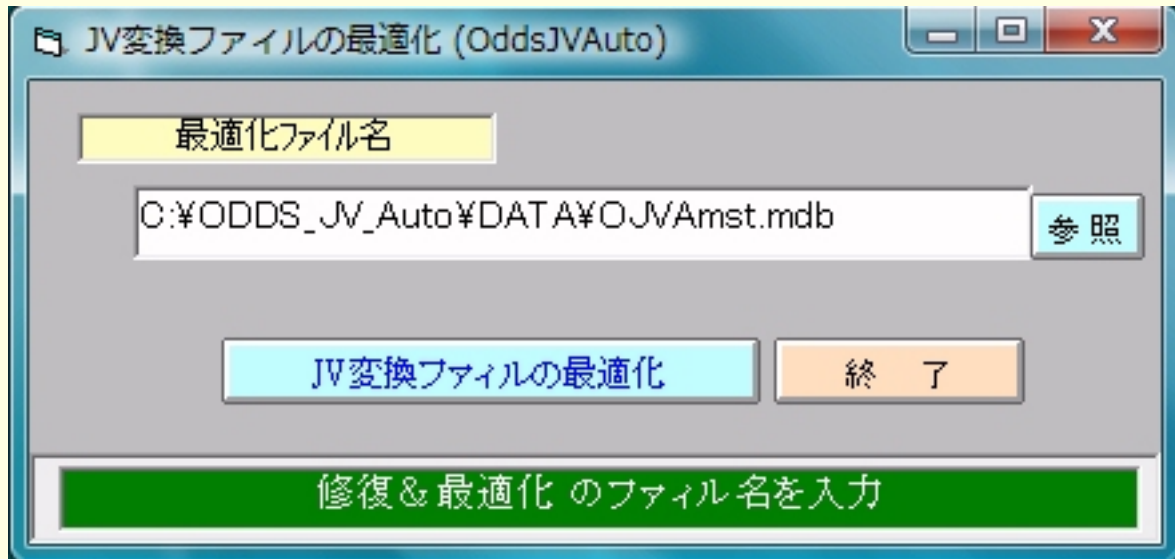 JV変換ファイルの最適化 (OddsJVAuto)
最適化ファイル名
C:¥ODDS_JV_Auto¥DATA¥OJVAmst.mdb
参照
JV変換ファィルの最適化
終 了
修復&最適化 のファィル名を入力